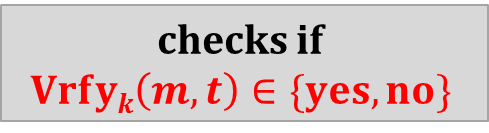 checks if
Vrfyₖ(m, t) ∈ {yes, no}